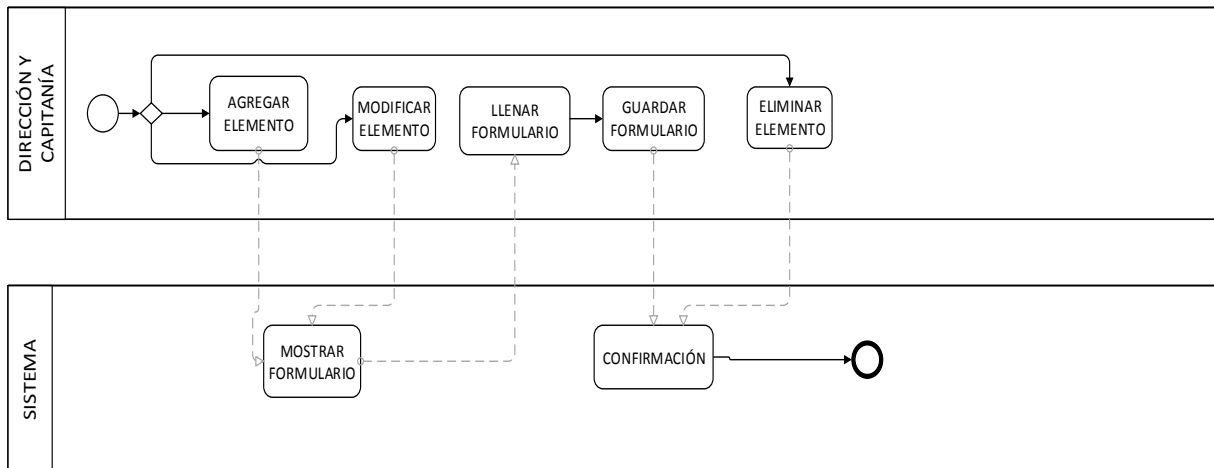 DIRECCIÓN Y
CAPITANÍA
AGREGAR
ELEMENTO
MODIFICAR
ELEMENTO
LLENAR
FORMULARIO
GUARDAR
FORMULARIO
ELIMINAR
ELEMENTO
SISTEMA
MOSTRAR
FORMULARIO
CONFIRMACIÓN